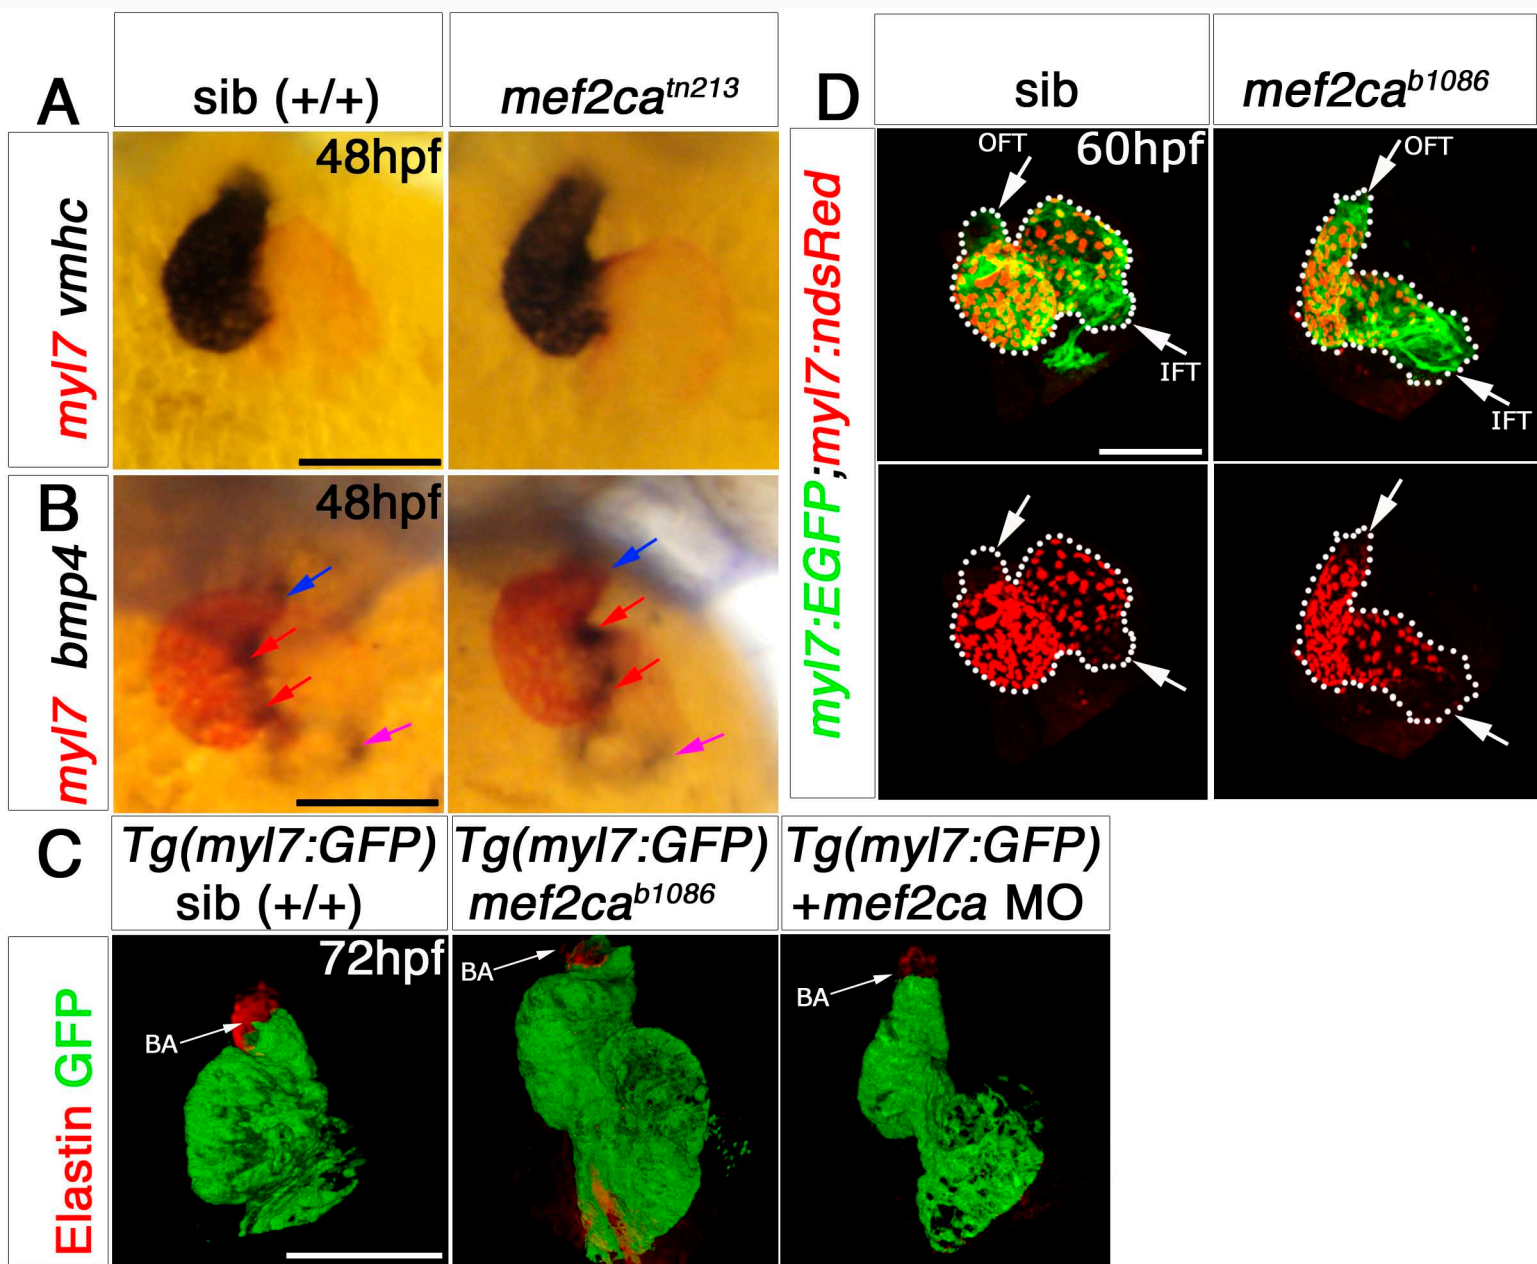 A
sib (+/+)
mef2ca^tn213
myl7 vmhc
48hpf
B
myl7 bmp4
48hpf
C
Tg(myl7:GFP)
sib (+/+)
Tg(myl7:GFP)
mef2ca^b1086
Tg(myl7:GFP)
+mef2ca MO
Elastin GFP
72hpf
BA
BA
BA
D
sib
mef2ca^b1086
myl7:EGFP;myl7:ndsRed
OFT
60hpf
IFT
OFT
IFT